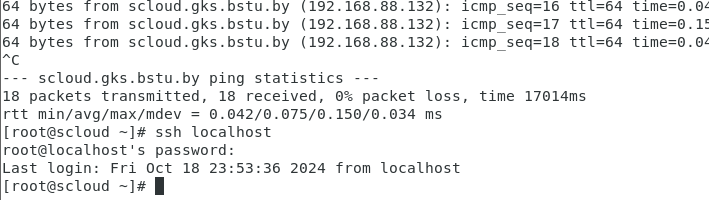 64 bytes from scloud.gks.bstu.by (192.168.88.132): icmp_seq=16 ttl=64 time=0.04
64 bytes from scloud.gks.bstu.by (192.168.88.132): icmp_seq=17 ttl=64 time=0.15
64 bytes from scloud.gks.bstu.by (192.168.88.132): icmp_seq=18 ttl=64 time=0.04
^C
--- scloud.gks.bstu.by ping statistics ---
18 packets transmitted, 18 received, 0% packet loss, time 17014ms
rtt min/avg/max/mdev = 0.042/0.075/0.150/0.034 ms
[root@scloud ~]# ssh localhost
root@localhost's password:
Last login: Fri Oct 18 23:53:36 2024 from localhost
[root@scloud ~]#